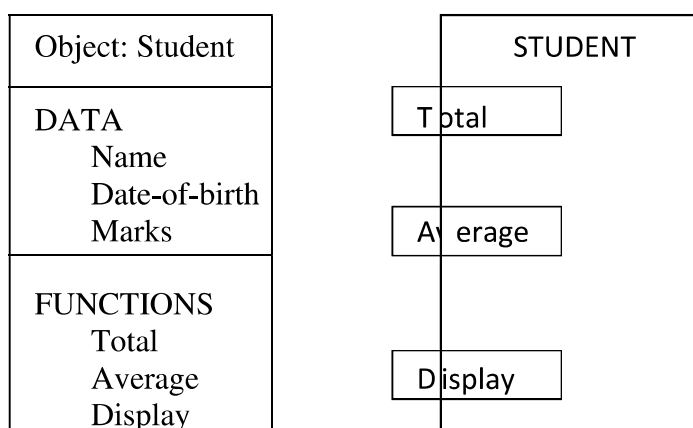 Object: Student
DATA
Name
Date-of-birth
Marks
FUNCTIONS
Total
Average
Display
STUDENT
Total
Average
Display